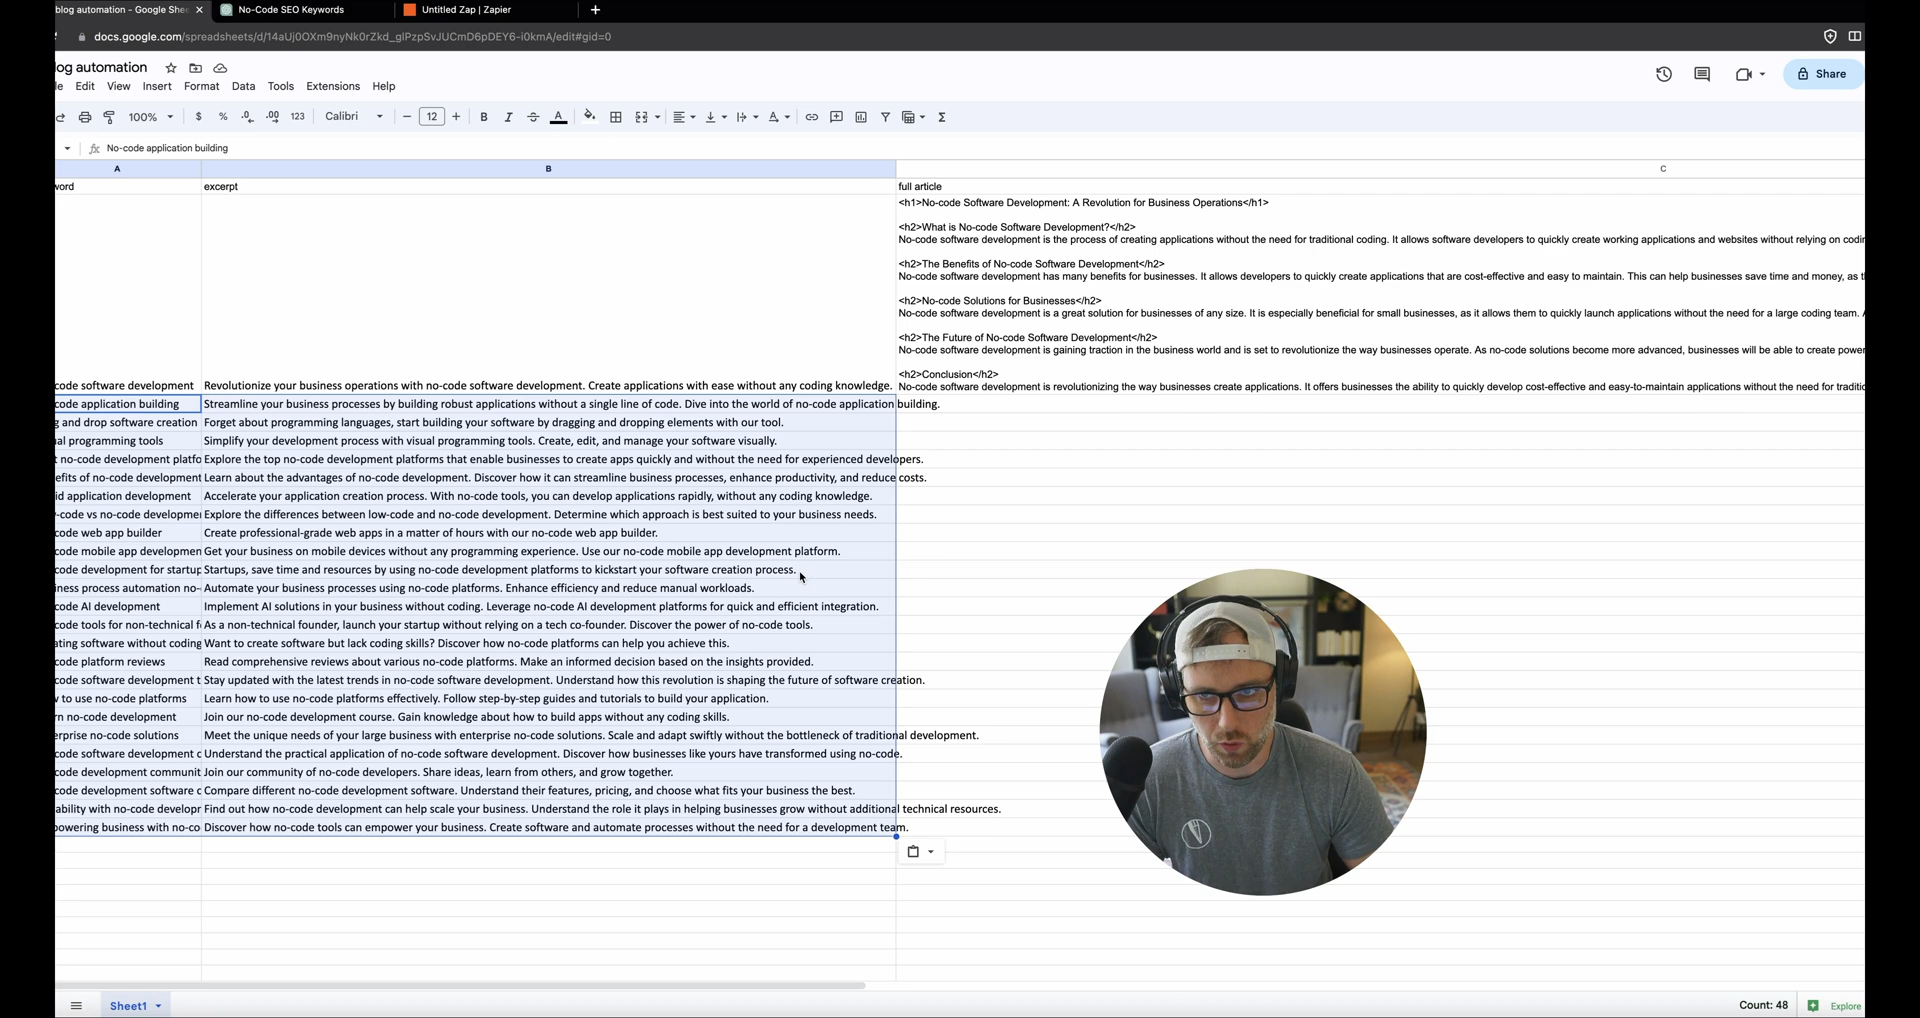 blog automation - Google She
No-Code SEO Keywords
Untitled Zap | Zapier
docs.google.com/spreadsheets/d/14aUj0OXm9nyNk0rZkd_glPzpSvJUCmD6pDEY6-i0kmA/edit#gid=0
log automation
Share
le Edit View Insert Format Data Tools Extensions Help
100% $ % .0 .00 123 Calibri 12 B I S A
fx No-code application building
A B C
word excerpt full article
<h1>No-code Software Development: A Revolution for Business Operations</h1>
<h2>What is No-code Software Development?</h2>
No-code software development is the process of creating applications without the need for traditional coding. It allows software developers to quickly create working applications and websites without relying on codin
<h2>The Benefits of No-code Software Development</h2>
No-code software development has many benefits for businesses. It allows developers to quickly create applications that are cost-effective and easy to maintain. This can help businesses save time and money, as t
<h2>No-code Solutions for Businesses</h2>
No-code software development is a great solution for businesses of any size. It is especially beneficial for small businesses, as it allows them to quickly launch applications without the need for a large coding team.
<h2>The Future of No-code Software Development</h2>
No-code software development is gaining traction in the business world and is set to revolutionize the way businesses operate. As no-code solutions become more advanced, businesses will be able to create power
<h2>Conclusion</h2>
code software development Revolutionize your business operations with no-code software development. Create applications with ease without any coding knowledge. No-code software development is revolutionizing the way businesses create applications. It offers businesses the ability to quickly develop cost-effective and easy-to-maintain applications without the need for traditio
code application building Streamline your business processes by building robust applications without a single line of code. Dive into the world of no-code application building.
g and drop software creation Forget about programming languages, start building your software by dragging and dropping elements with our tool.
al programming tools Simplify your development process with visual programming tools. Create, edit, and manage your software visually.
t no-code development platfo Explore the top no-code development platforms that enable businesses to create apps quickly and without the need for experienced developers.
efits of no-code development Learn about the advantages of no-code development. Discover how it can streamline business processes, enhance productivity, and reduce costs.
id application development Accelerate your application creation process. With no-code tools, you can develop applications rapidly, without any coding knowledge.
-code vs no-code developme Explore the differences between low-code and no-code development. Determine which approach is best suited to your business needs.
code web app builder Create professional-grade web apps in a matter of hours with our no-code web app builder.
code mobile app developmen Get your business on mobile devices without any programming experience. Use our no-code mobile app development platform.
code development for startup Startups, save time and resources by using no-code development platforms to kickstart your software creation process.
iness process automation no- Automate your business processes using no-code platforms. Enhance efficiency and reduce manual workloads.
code AI development Implement AI solutions in your business without coding. Leverage no-code AI development platforms for quick and efficient integration.
code tools for non-technical f As a non-technical founder, launch your startup without relying on a tech co-founder. Discover the power of no-code tools.
ating software without coding Want to create software but lack coding skills? Discover how no-code platforms can help you achieve this.
code platform reviews Read comprehensive reviews about various no-code platforms. Make an informed decision based on the insights provided.
code software development t Stay updated with the latest trends in no-code software development. Understand how this revolution is shaping the future of software creation.
v to use no-code platforms Learn how to use no-code platforms effectively. Follow step-by-step guides and tutorials to build your application.
rn no-code development Join our no-code development course. Gain knowledge about how to build apps without any coding skills.
erprise no-code solutions Meet the unique needs of your large business with enterprise no-code solutions. Scale and adapt swiftly without the bottleneck of traditional development.
code software development c Understand the practical application of no-code software development. Discover how businesses like yours have transformed using no-code.
code development communit Join our community of no-code developers. Share ideas, learn from others, and grow together.
code development software c Compare different no-code development software. Understand their features, pricing, and choose what fits your business the best.
ability with no-code developr Find out how no-code development can help scale your business. Understand the role it plays in helping businesses grow without additional technical resources.
powering business with no-co Discover how no-code tools can empower your business. Create software and automate processes without the need for a development team.
Sheet1
Count: 48
Explore